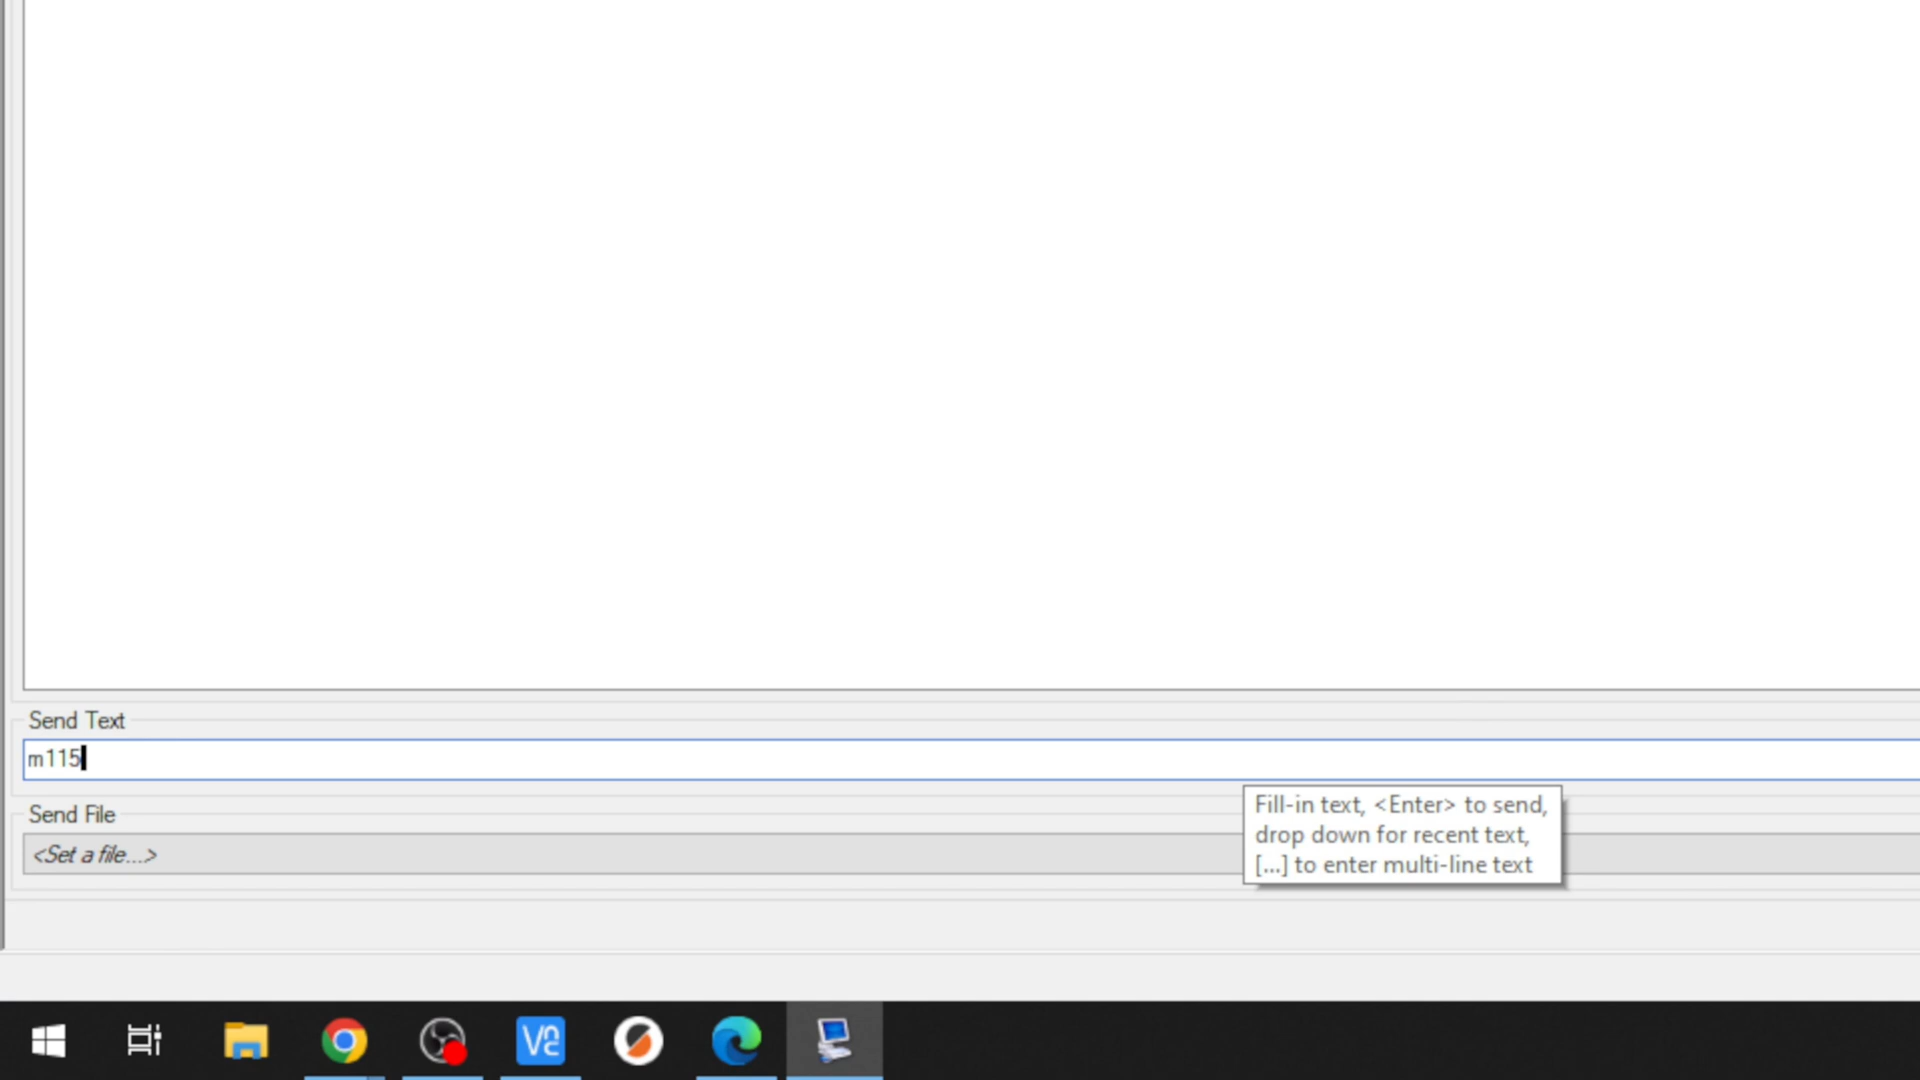 Send Text
m115
Send File
<Set a file...>
Fill-in text, <Enter> to send,
drop down for recent text,
[...] to enter multi-line text